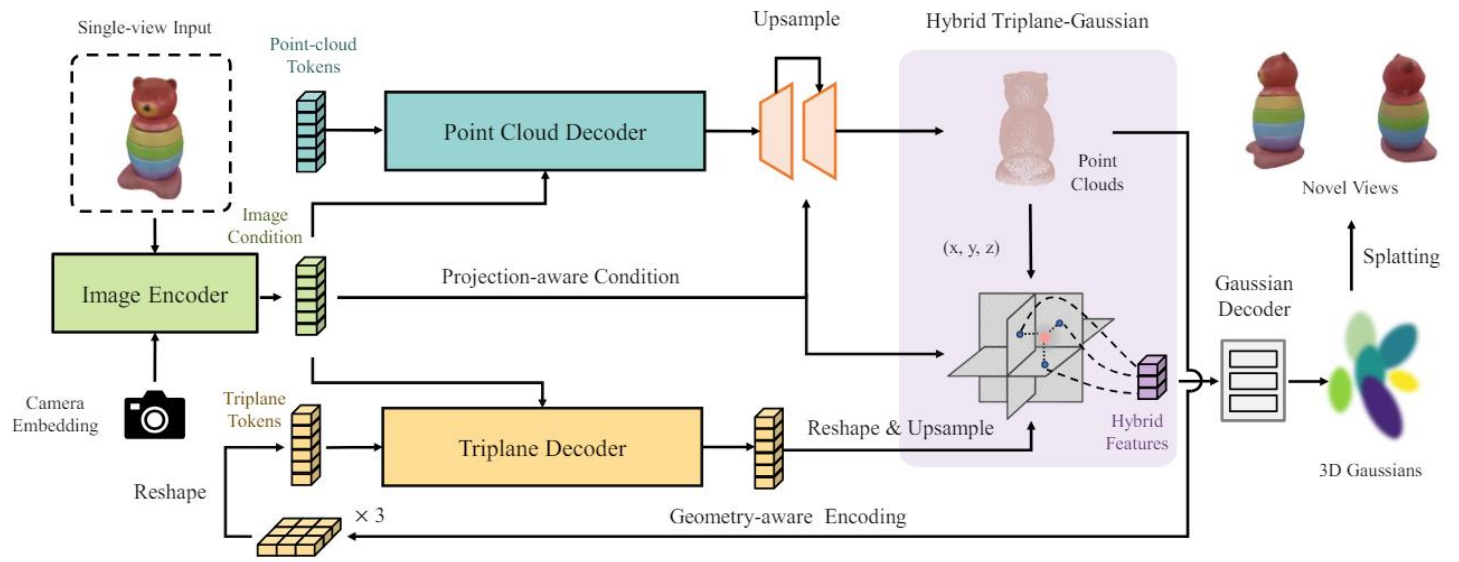 Single-view Input
Point-cloud
Tokens
Upsample
Hybrid Triplane-Gaussian
Point Cloud Decoder
Point
Clouds
Novel Views
Image
Condition
(x, y, z)
Splatting
Image Encoder
Projection-aware Condition
Gaussian
Decoder
Camera
Embedding
Triplane
Tokens
Triplane Decoder
Reshape & Upsample
Hybrid
Features
3D Gaussians
Reshape
× 3
Geometry-aware Encoding